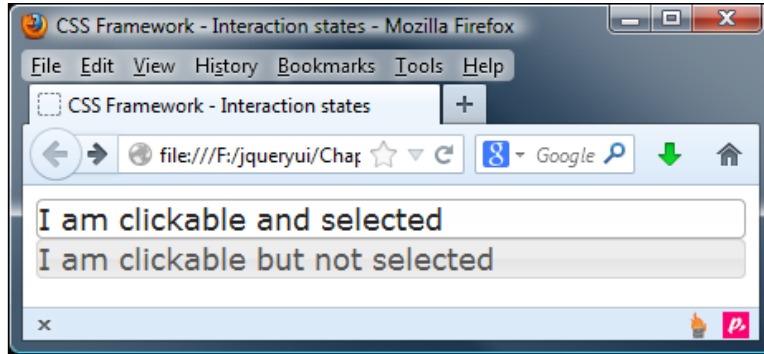 CSS Framework - Interaction states - Mozilla Firefox
File Edit View History Bookmarks Tools Help
CSS Framework - Interaction states +
file:///F:/jqueryui/Chap 8 Google
I am clickable and selected
I am clickable but not selected
x p.